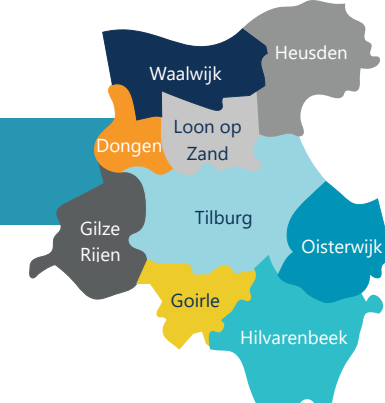 Heusden
Waalwijk
Loon op
Zand
Dongen
Tilburg
Gilze
Rijen
Oisterwijk
Goirle
Hilvarenbeek